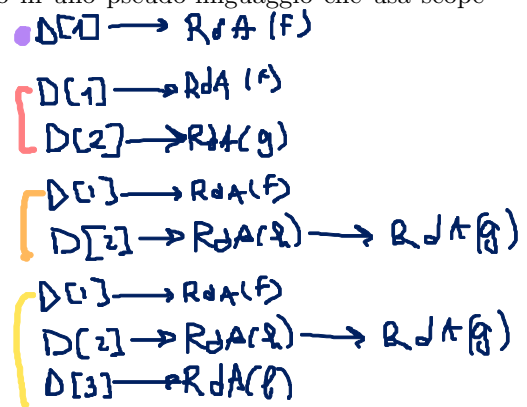 o in uno pseudo-linguaggio che usa scope
D[1] → RdA (f)
D[1] → RdA (f)
D[2] → RdA(g)
D[1] → RdA(f)
D[2] → RdA(h) → RdA(g)
D[1] → RdA(f)
D[2] → RdA(h) → RdA(g)
D[3] → RdA(l)